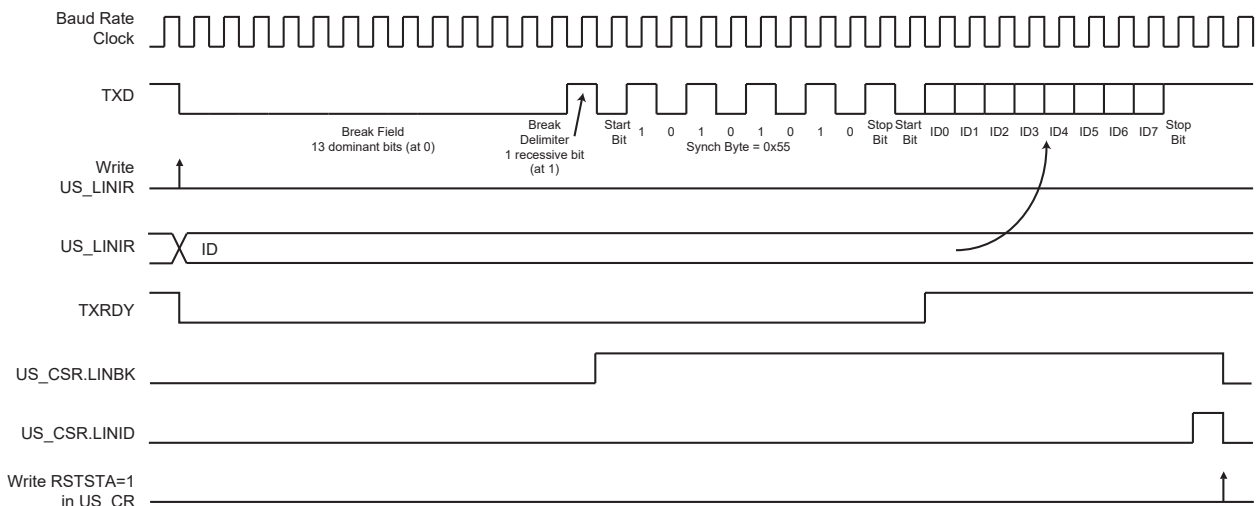 Baud Rate
Clock
TXD
Break Field
13 dominant bits (at 0)
Break
Delimiter
1 recessive bit
(at 1)
Start
Bit
1 0 1 0 1 0 1 0
Synch Byte = 0x55
Stop
Bit
Start
Bit
ID0 ID1 ID2 ID3 ID4 ID5 ID6 ID7
Stop
Bit
Write
US_LINIR
US_LINIR
ID
TXRDY
US_CSR.LINBK
US_CSR.LINID
Write RSTSTA=1
in US_CR